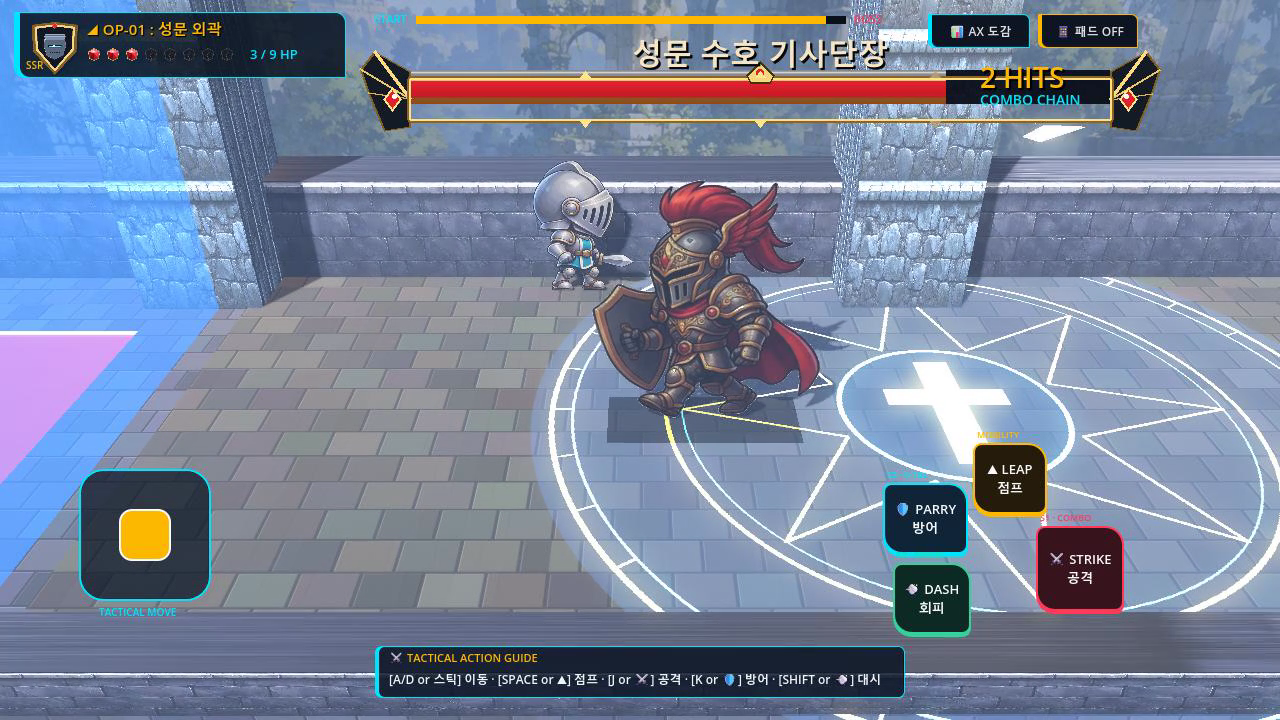 ◢ OP-01 : 성문 외곽
SSR
3 / 9 HP
START
BOSS
📊 AX 도감
패드 OFF
성문 수호 기사단장
2 HITS
COMBO CHAIN
MOBILITY
▲ LEAP
점프
PARRY
방어
S1 · COMBO
STRIKE
공격
DASH
회피
TACTICAL MOVE
⚔️ TACTICAL ACTION GUIDE
[A/D or 스틱] 이동 · [SPACE or ▲] 점프 · [J or ⚔️] 공격 · [K or 🛡️] 방어 · [SHIFT or 💨] 대시